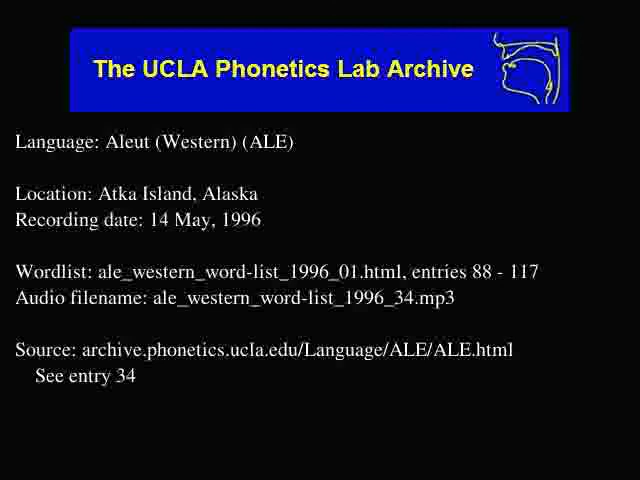 The UCLA Phonetics Lab Archive
Language: Aleut (Western) (ALE)
Location: Atka Island, Alaska
Recording date: 14 May, 1996
Wordlist: ale_western_word-list_1996_01.html, entries 88 - 117
Audio filename: ale_western_word-list_1996_34.mp3
Source: archive.phonetics.ucla.edu/Language/ALE/ALE.html
See entry 34